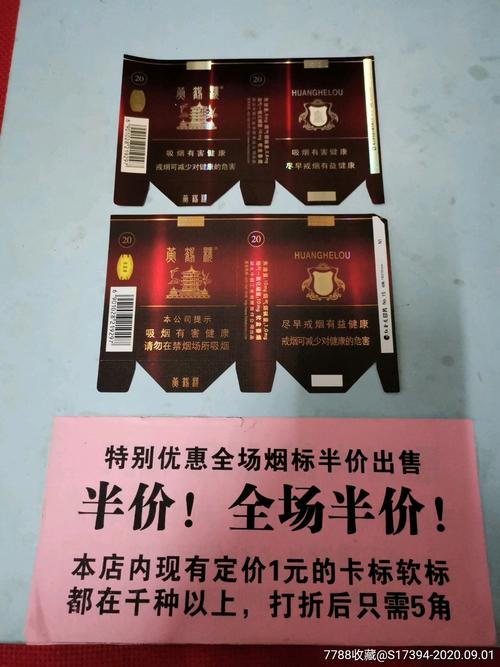 20
黄鹤楼
吸烟有害健康
戒烟可减少对健康的危害
黄鹤楼
20
HUANGHELOU
吸烟有害健康
尽早戒烟有益健康
20
黄鹤楼
本公司提示
吸烟有害健康
请勿在禁烟场所吸烟
黄鹤楼
6901028191920
20
HUANGHELOU
尽早戒烟有益健康
戒烟可减少对健康的危害
特别优惠全场烟标半价出售
半价！全场半价！
本店内现有定价1元的卡标软标
都在千种以上，打折后只需5角
7788收藏@S17394-2020.09.01